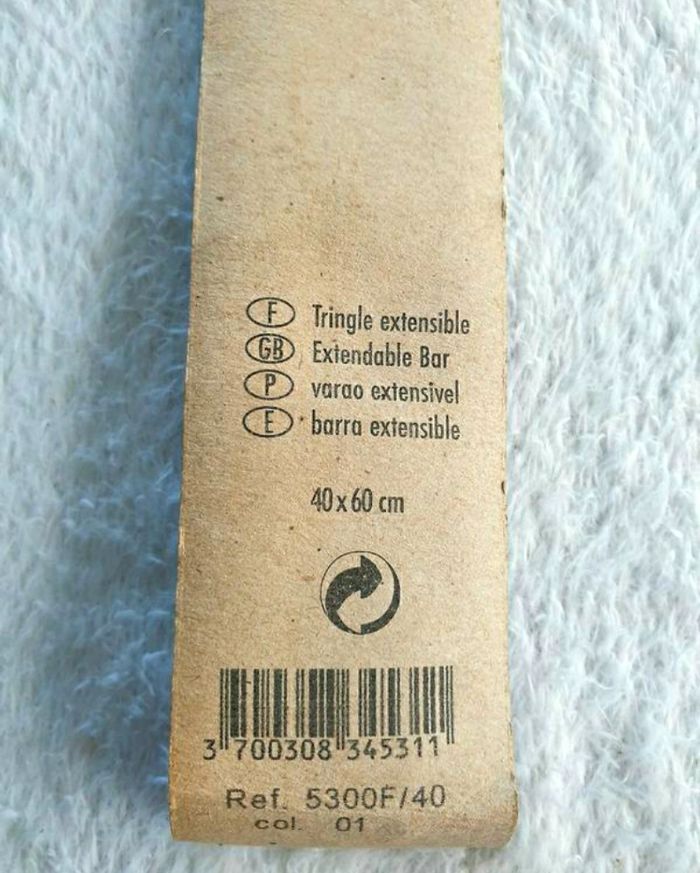 F Tringle extensible
GB Extendable Bar
P varao extensivel
E barra extensible
40 x 60 cm
3 700308 345311
Ref. 5300F/40
col. 01